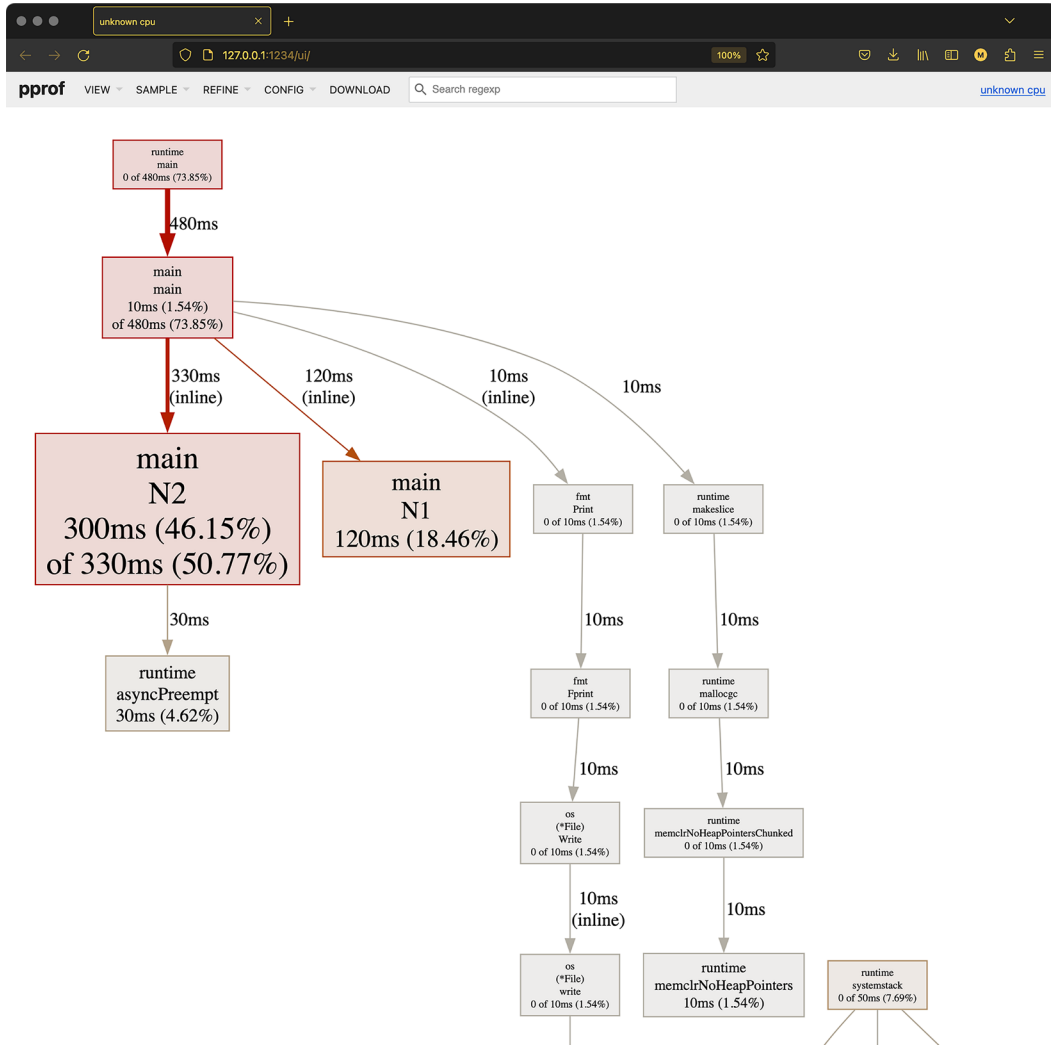 unknown cpu
127.0.0.1:1234/ui/
100%
M
pprof
VIEW
SAMPLE
REFINE
CONFIG
DOWNLOAD
Search regexp
unknown cpu
runtime
main
0 of 480ms (73.85%)
480ms
main
main
10ms (1.54%)
of 480ms (73.85%)
330ms
(inline)
120ms
(inline)
10ms
(inline)
10ms
main
N2
300ms (46.15%)
of 330ms (50.77%)
main
N1
120ms (18.46%)
fmt
Print
0 of 10ms (1.54%)
runtime
makeslice
0 of 10ms (1.54%)
30ms
10ms
10ms
runtime
asyncPreempt
30ms (4.62%)
fmt
Fprint
0 of 10ms (1.54%)
runtime
mallocgc
0 of 10ms (1.54%)
10ms
10ms
os
(*File)
Write
0 of 10ms (1.54%)
runtime
memclrNoHeapPointersChunked
0 of 10ms (1.54%)
10ms
(inline)
10ms
os
(*File)
write
0 of 10ms (1.54%)
runtime
memclrNoHeapPointers
10ms (1.54%)
runtime
systemstack
0 of 50ms (7.69%)